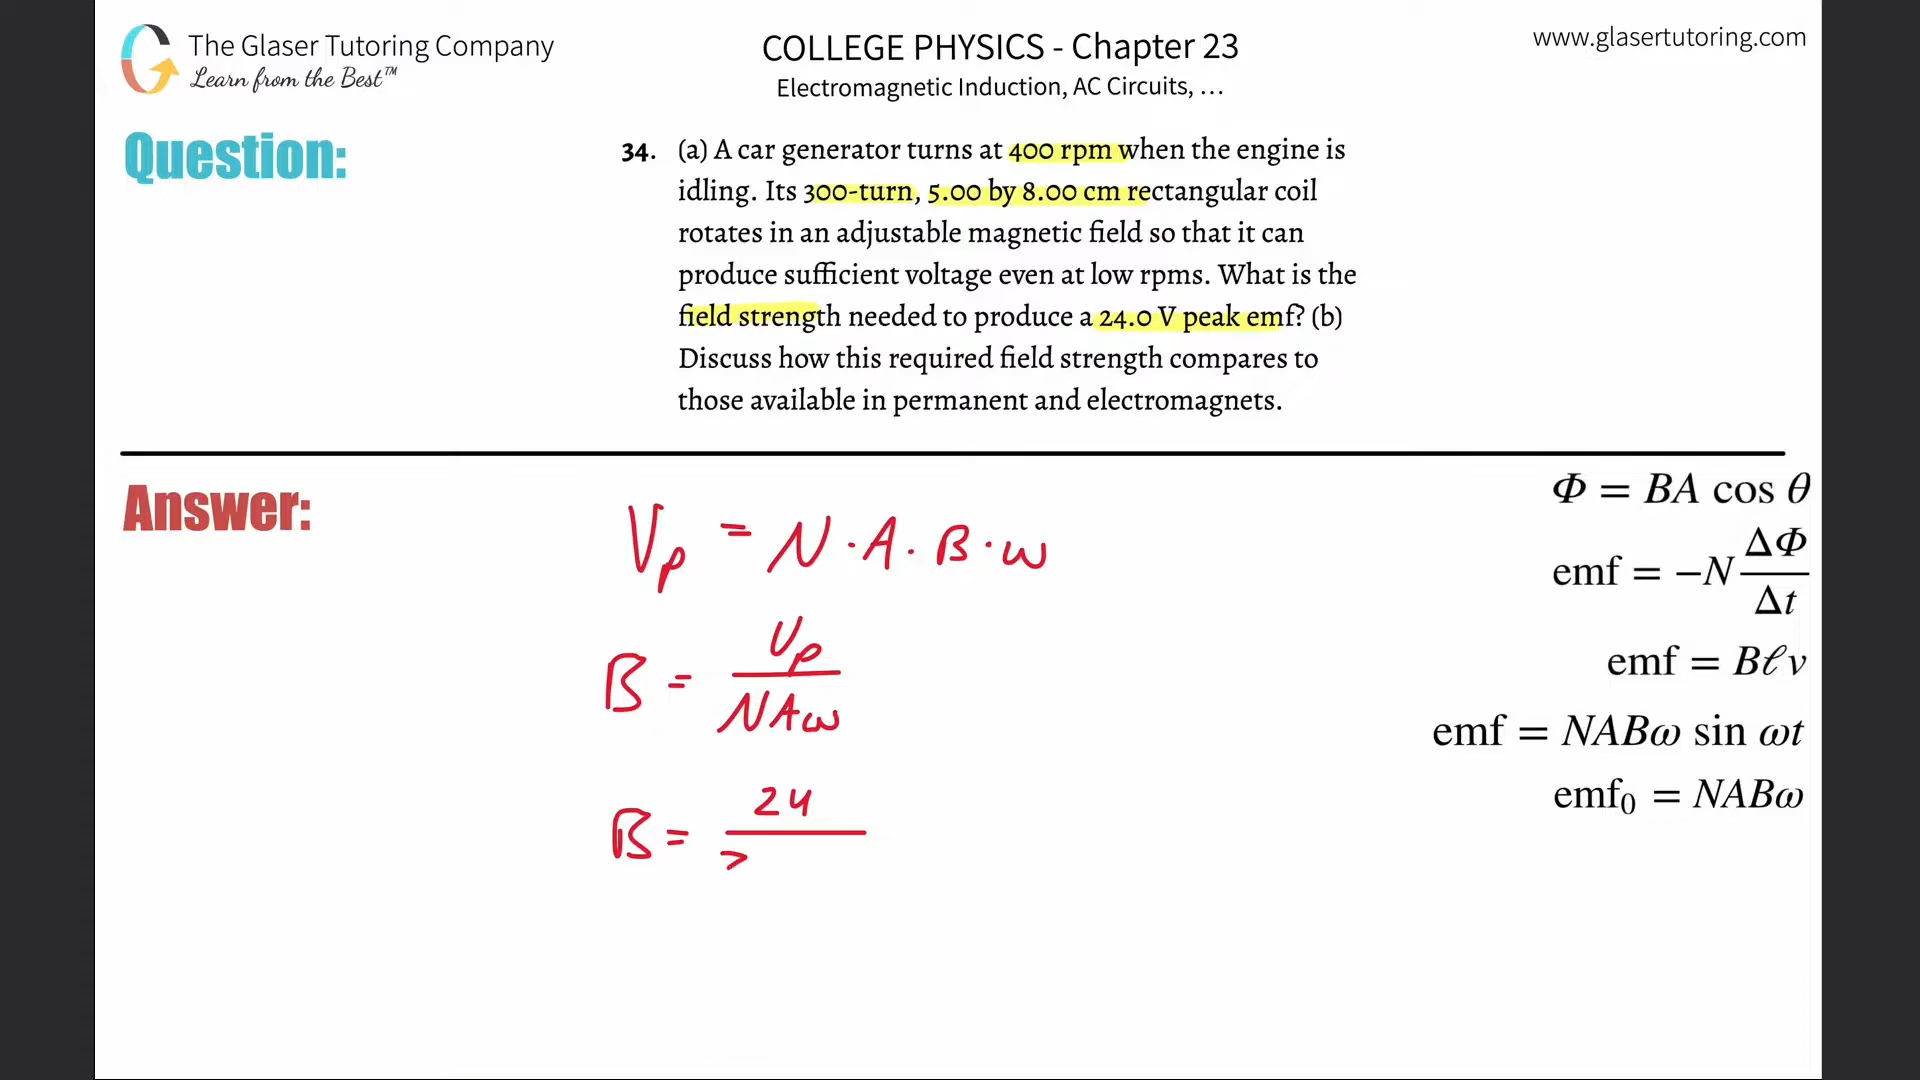 The Glaser Tutoring Company
Learn from the Best™
COLLEGE PHYSICS - Chapter 23
Electromagnetic Induction, AC Circuits, …
www.glasertutoring.com
Question:
34. (a) A car generator turns at 400 rpm when the engine is
idling. Its 300-turn, 5.00 by 8.00 cm rectangular coil
rotates in an adjustable magnetic field so that it can
produce sufficient voltage even at low rpms. What is the
field strength needed to produce a 24.0 V peak emf? (b)
Discuss how this required field strength compares to
those available in permanent and electromagnets.
Answer:
Vp = N · A · B · ω
B = Vp / NAω
B = 24
Φ = BA cos θ
emf = −N ΔΦ / Δt
emf = Bℓv
emf = NABω sin ωt
emf₀ = NABω